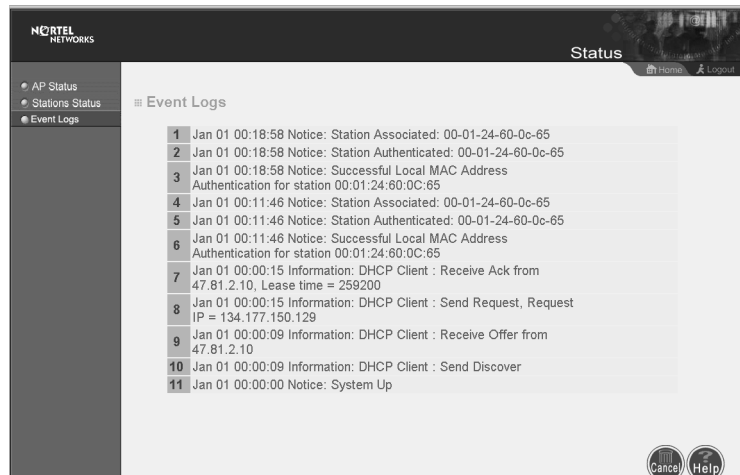 NORTEL
NETWORKS
Status
Home
Logout
AP Status
Stations Status
Event Logs
Event Logs
1 Jan 01 00:18:58 Notice: Station Associated: 00-01-24-60-0c-65
2 Jan 01 00:18:58 Notice: Station Authenticated: 00-01-24-60-0c-65
3 Jan 01 00:18:58 Notice: Successful Local MAC Address
Authentication for station 00:01:24:60:0C:65
4 Jan 01 00:11:46 Notice: Station Associated: 00-01-24-60-0c-65
5 Jan 01 00:11:46 Notice: Station Authenticated: 00-01-24-60-0c-65
6 Jan 01 00:11:46 Notice: Successful Local MAC Address
Authentication for station 00:01:24:60:0C:65
7 Jan 01 00:00:15 Information: DHCP Client : Receive Ack from
47.81.2.10, Lease time = 259200
8 Jan 01 00:00:15 Information: DHCP Client : Send Request, Request
IP = 134.177.150.129
9 Jan 01 00:00:09 Information: DHCP Client : Receive Offer from
47.81.2.10
10 Jan 01 00:00:09 Information: DHCP Client : Send Discover
11 Jan 01 00:00:00 Notice: System Up
Cancel
? Help